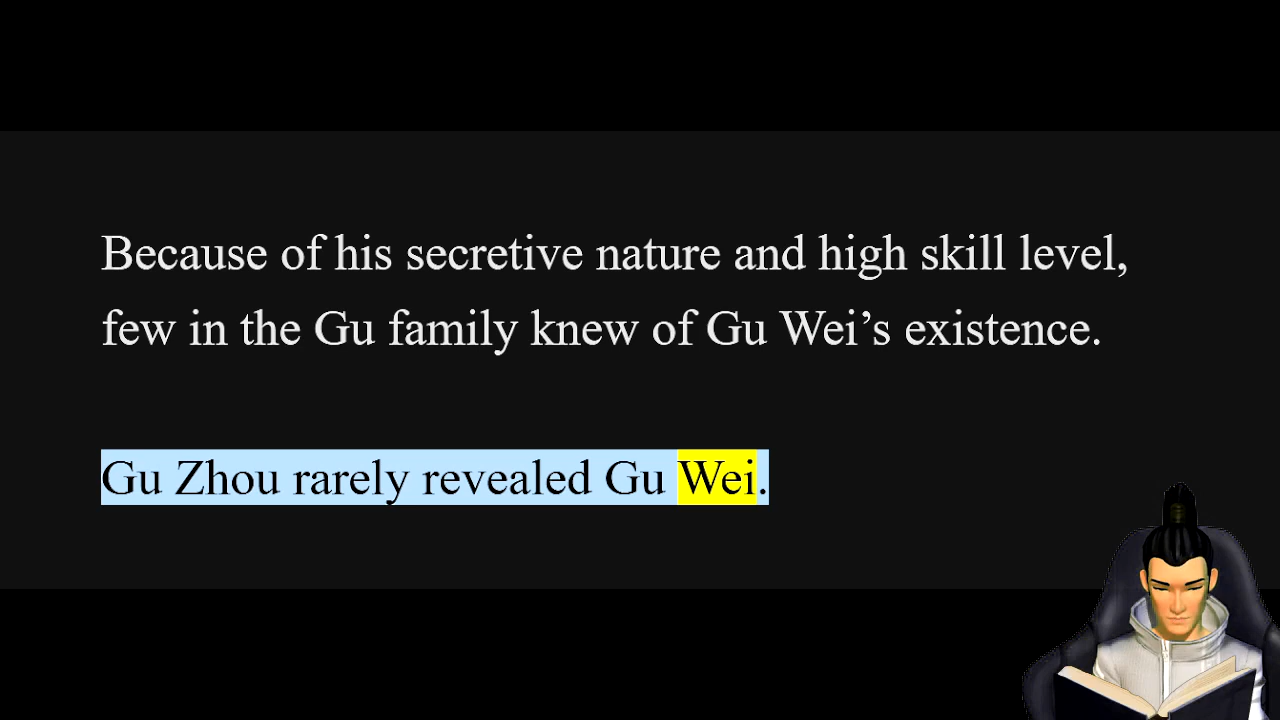 Because of his secretive nature and high skill level,
few in the Gu family knew of Gu Wei’s existence.
Gu Zhou rarely revealed Gu Wei.